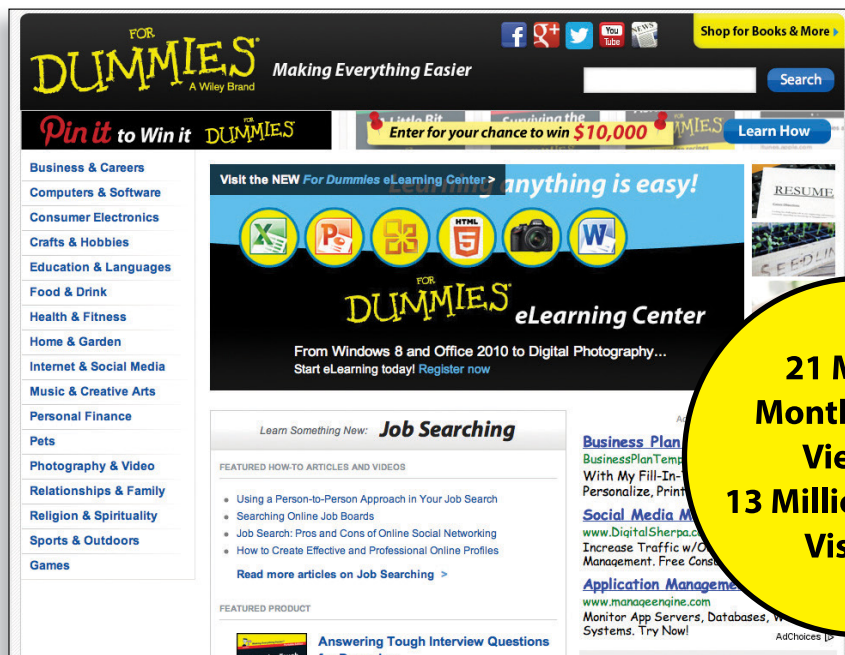 FOR
DUMMIES
A Wiley Brand
Making Everything Easier
You
Tube
NEWS
Shop for Books & More
Search
Pin it to Win it DUMMIES
Enter for your chance to win $10,000
Learn How
Business & Careers
Computers & Software
Consumer Electronics
Crafts & Hobbies
Education & Languages
Food & Drink
Health & Fitness
Home & Garden
Internet & Social Media
Music & Creative Arts
Personal Finance
Pets
Photography & Video
Relationships & Family
Religion & Spirituality
Sports & Outdoors
Games
Visit the NEW For Dummies eLearning Center >
Learning anything is easy!
HTML
5
FOR
DUMMIES
eLearning Center
From Windows 8 and Office 2010 to Digital Photography...
Start eLearning today! Register now
RESUME
Learn Something New: Job Searching
FEATURED HOW-TO ARTICLES AND VIDEOS
Using a Person-to-Person Approach in Your Job Search
Searching Online Job Boards
Job Search: Pros and Cons of Online Social Networking
How to Create Effective and Professional Online Profiles
Read more articles on Job Searching >
FEATURED PRODUCT
Answering Tough Interview Questions
Business Plan
With My Fill-In-
Personalize, Print
Social Media
Increase Traffic
Management. Free
Application
www.manageengine.com
Monitor App Servers, Databases,
Systems. Try Now!
AdChoices
21
13